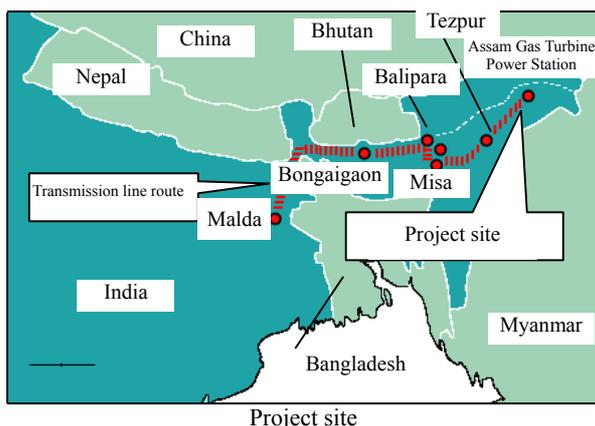 China
Bhutan
Tezpur
Assam Gas Turbine
Power Station
Nepal
Balipara
Bongaigaon
Misa
Transmission line route
Malda
Project site
India
Myanmar
Bangladesh
Project site